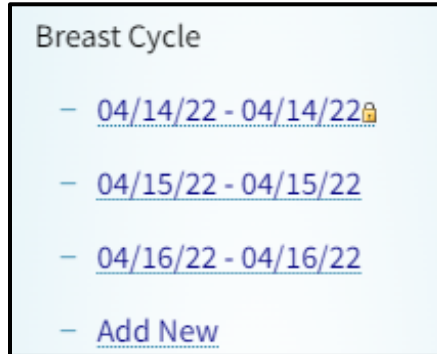 Breast Cycle
– 04/14/22 - 04/14/22
– 04/15/22 - 04/15/22
– 04/16/22 - 04/16/22
– Add New